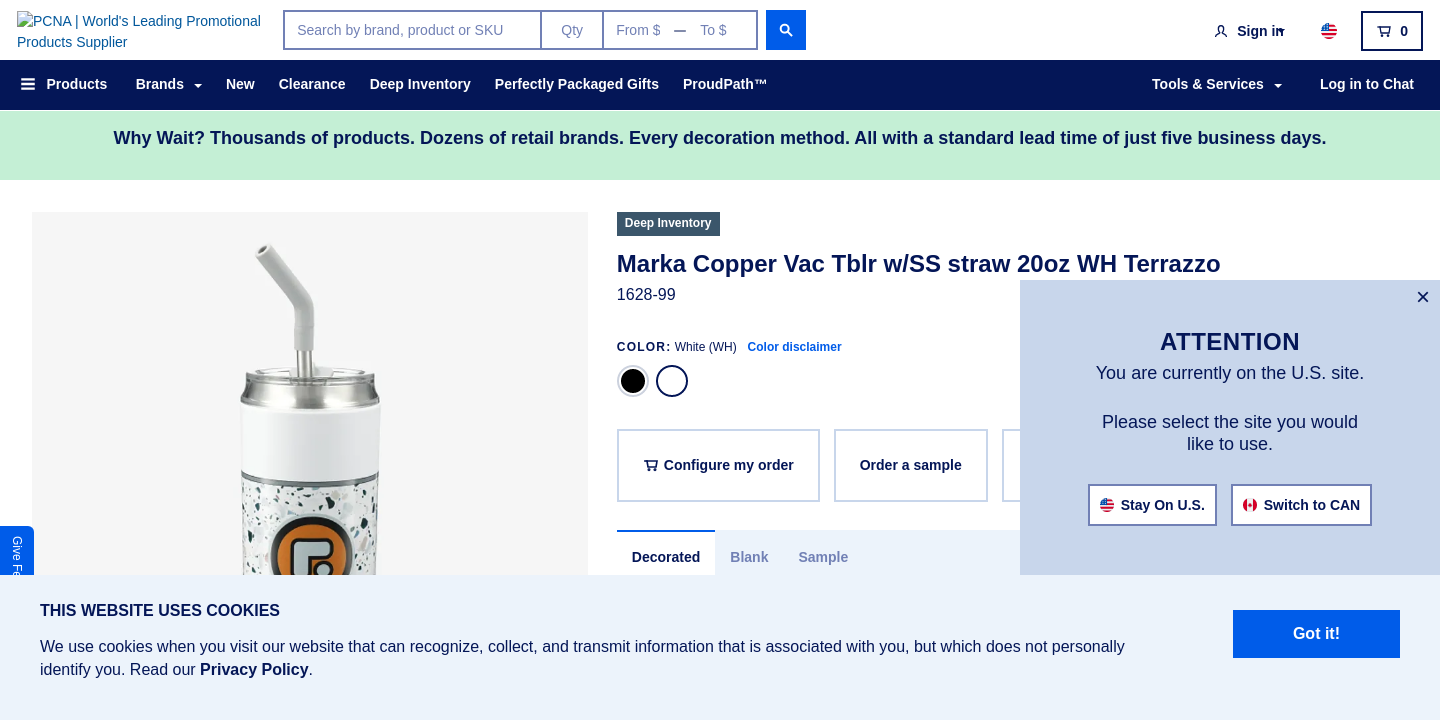 PCNA | World's Leading Promotional
Products Supplier
Search by brand, product or SKU
Qty
From $
To $
Sign in
0
Products
Brands
New
Clearance
Deep Inventory
Perfectly Packaged Gifts
ProudPath™
Tools & Services
Log in to Chat
Why Wait? Thousands of products. Dozens of retail brands. Every decoration method. All with a standard lead time of just five business days.
Deep Inventory
Marka Copper Vac Tblr w/SS straw 20oz WH Terrazzo
1628-99
COLOR: White (WH) Color disclaimer
Configure my order
Order a sample
Decorated
Blank
Sample
×
ATTENTION
You are currently on the U.S. site.
Please select the site you would
like to use.
Stay On U.S.
Switch to CAN
Give Fe
THIS WEBSITE USES COOKIES
We use cookies when you visit our website that can recognize, collect, and transmit information that is associated with you, but which does not personally
identify you. Read our Privacy Policy.
Got it!